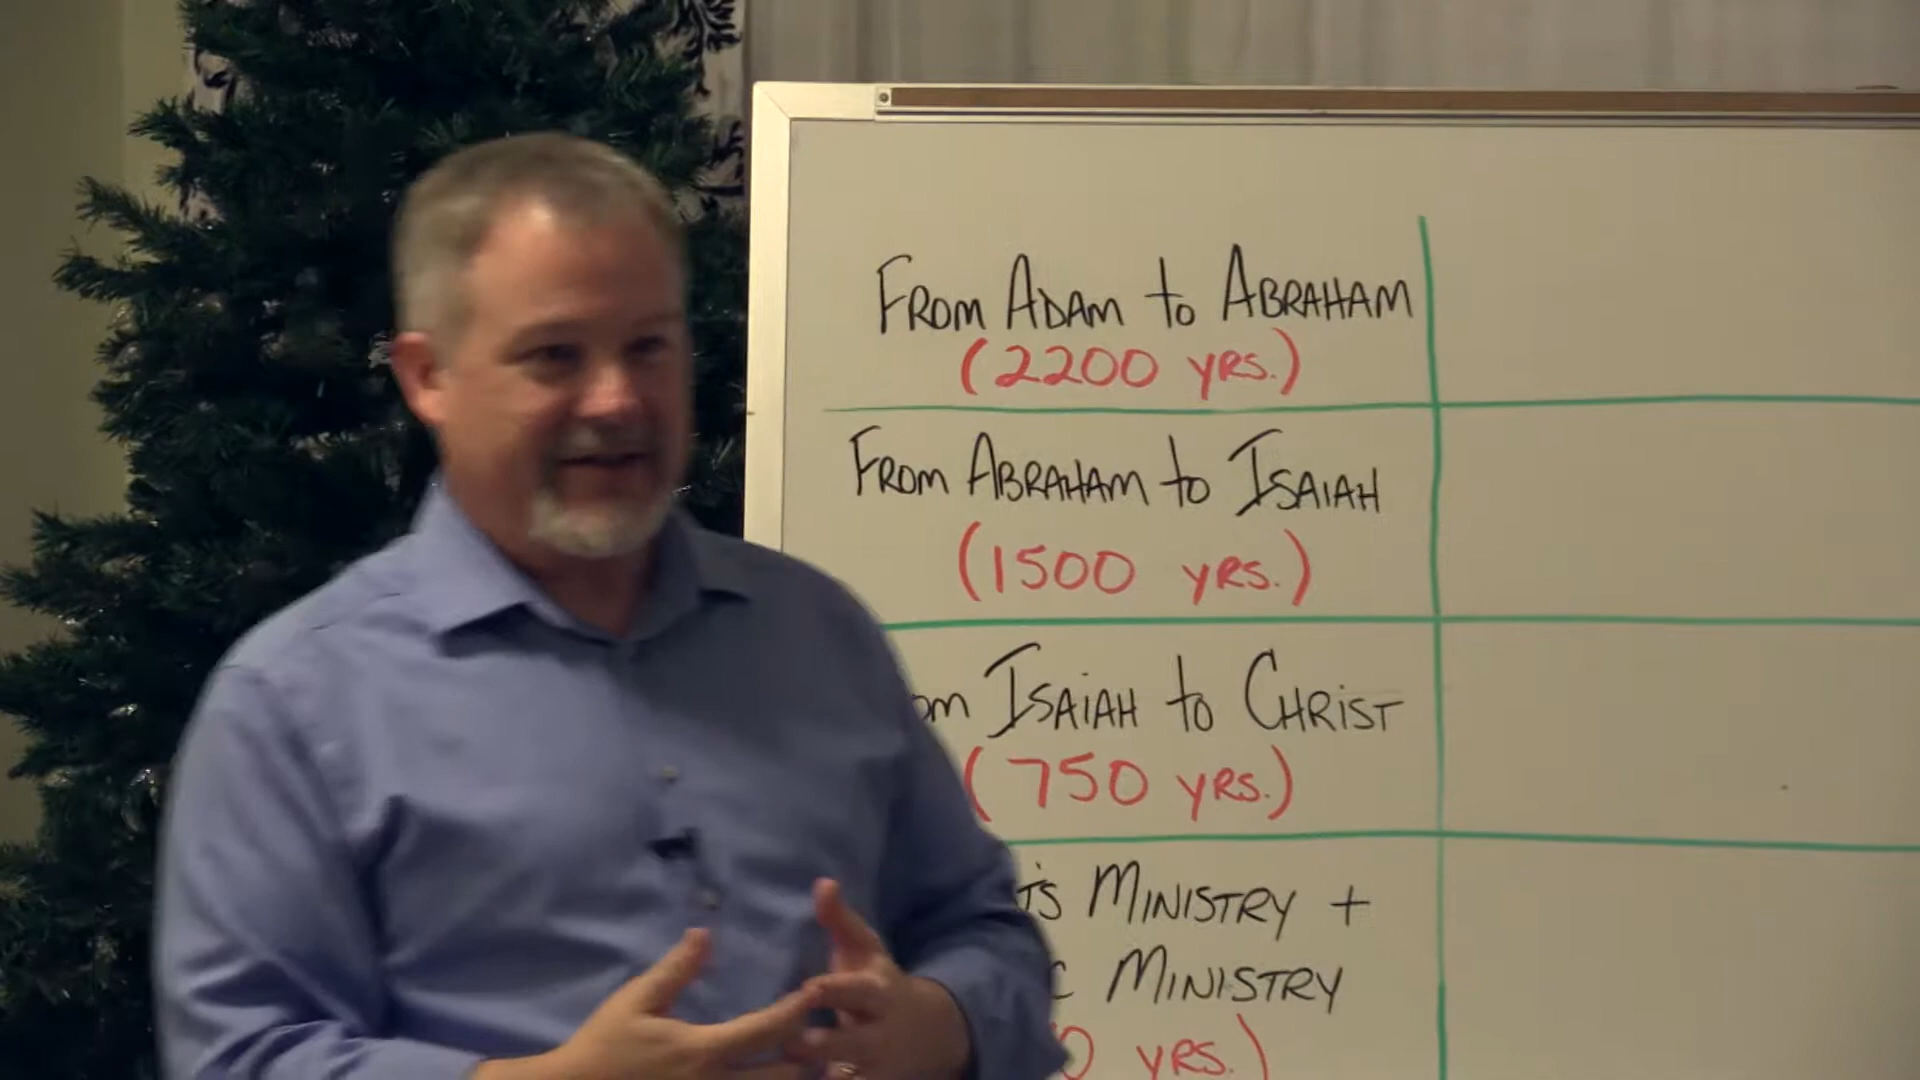 From Adam to Abraham
(2200 yrs.)
From Abraham to Isaiah
(1500 yrs.)
Isaiah to Christ
(750 yrs.)
Ministry +
Ministry
yrs.)